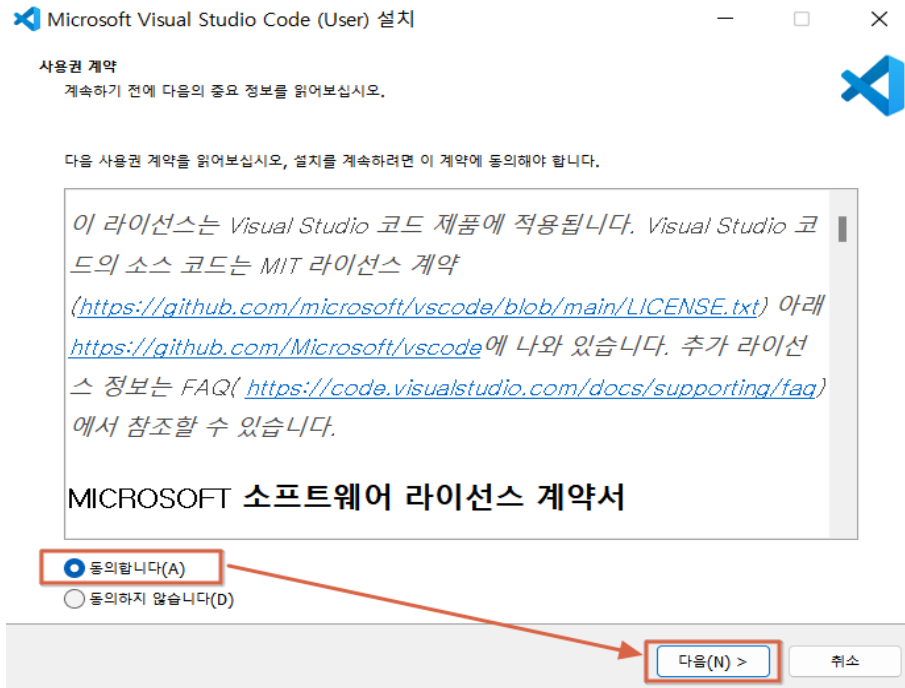 Microsoft Visual Studio Code (User) 설치
사용권 계약
계속하기 전에 다음의 중요 정보를 읽어보십시오.
다음 사용권 계약을 읽어보십시오, 설치를 계속하려면 이 계약에 동의해야 합니다.
이 라이선스는 Visual Studio 코드 제품에 적용됩니다. Visual Studio 코
드의 소스 코드는 MIT 라이선스 계약
(https://github.com/microsoft/vscode/blob/main/LICENSE.txt) 아래
https://github.com/Microsoft/vscode에 나와 있습니다. 추가 라이선
스 정보는 FAQ( https://code.visualstudio.com/docs/supporting/faq)
에서 참조할 수 있습니다.
MICROSOFT 소프트웨어 라이선스 계약서
동의합니다(A)
동의하지 않습니다(D)
다음(N) >
취소